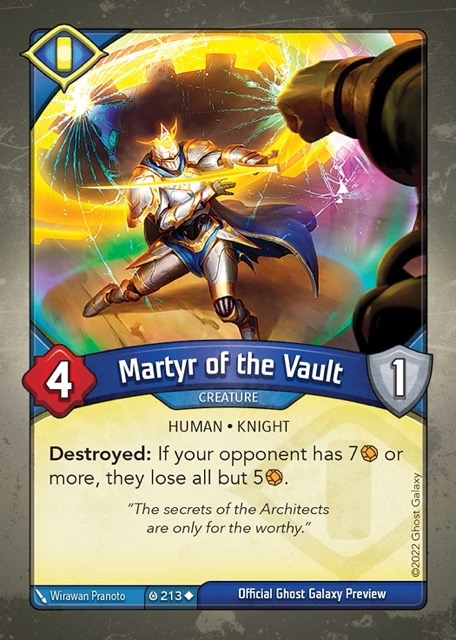 Martyr of the Vault
4
1
CREATURE
HUMAN • KNIGHT
Destroyed: If your opponent has 7 or
more, they lose all but 5.
"The secrets of the Architects
are only for the worthy."
©2022 Ghost Galaxy
Wirawan Pranoto
213
Official Ghost Galaxy Preview